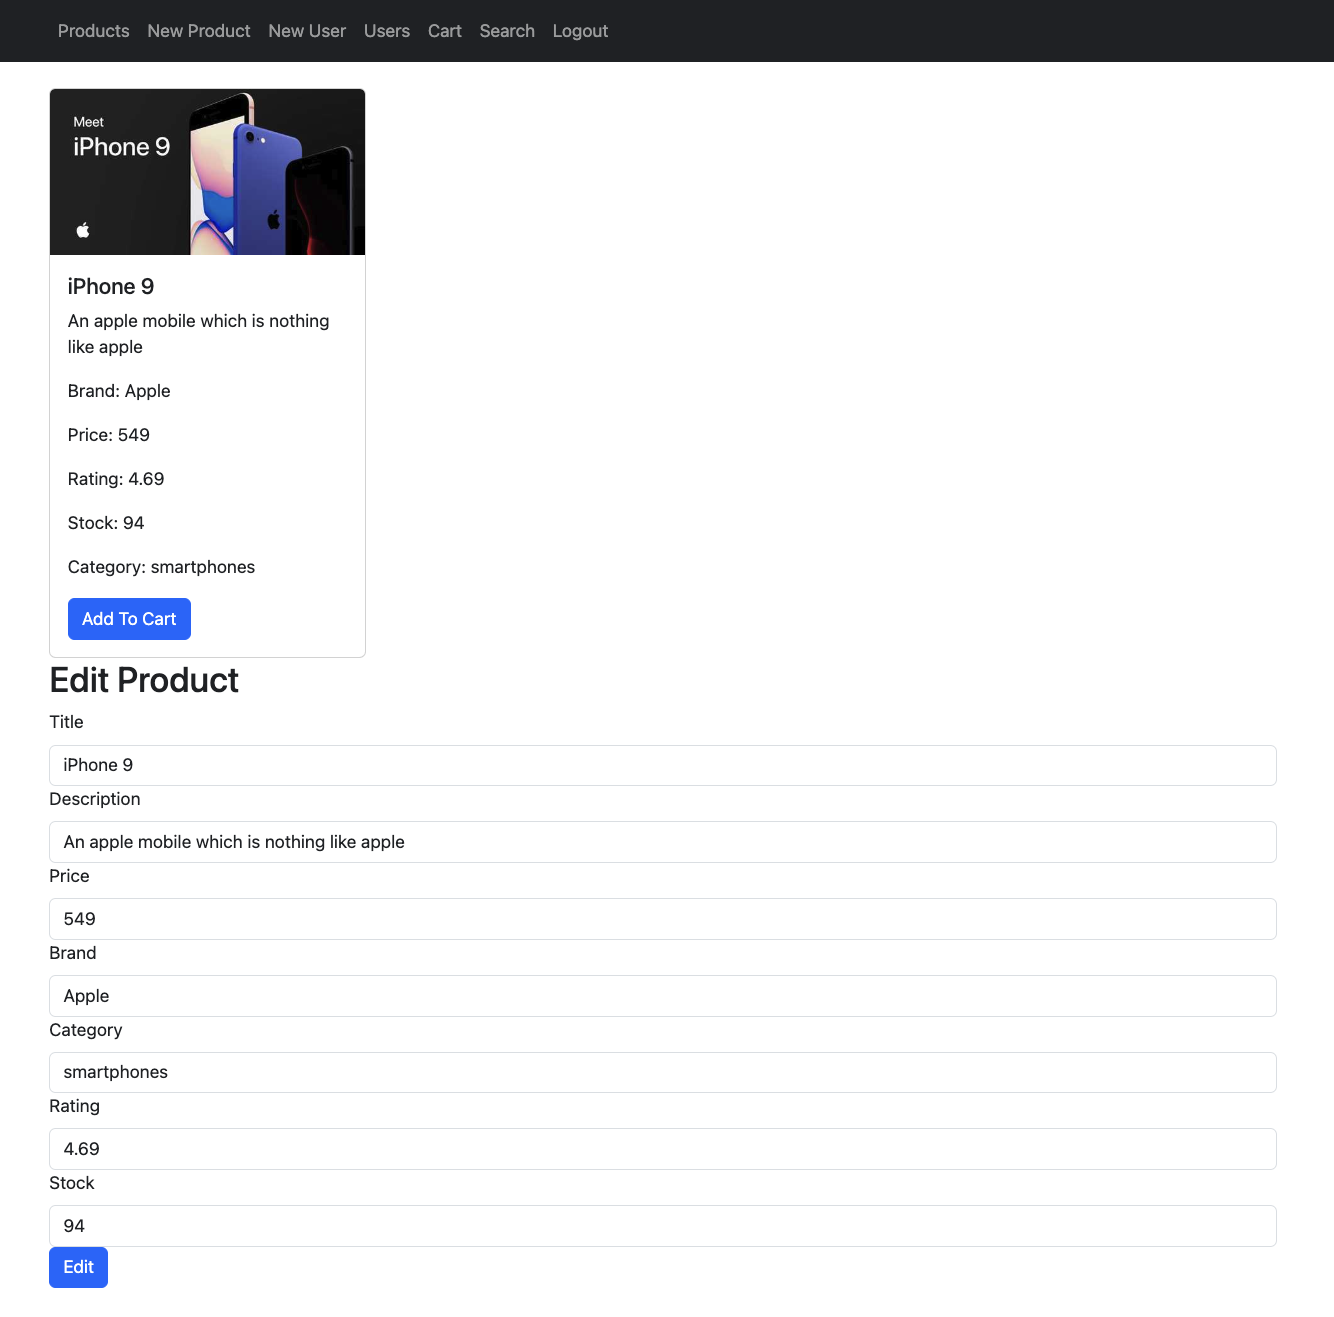 Products New Product New User Users Cart Search Logout
Meet
iPhone 9
iPhone 9
An apple mobile which is nothing
like apple
Brand: Apple
Price: 549
Rating: 4.69
Stock: 94
Category: smartphones
Add To Cart
Edit Product
Title
iPhone 9
Description
An apple mobile which is nothing like apple
Price
549
Brand
Apple
Category
smartphones
Rating
4.69
Stock
94
Edit